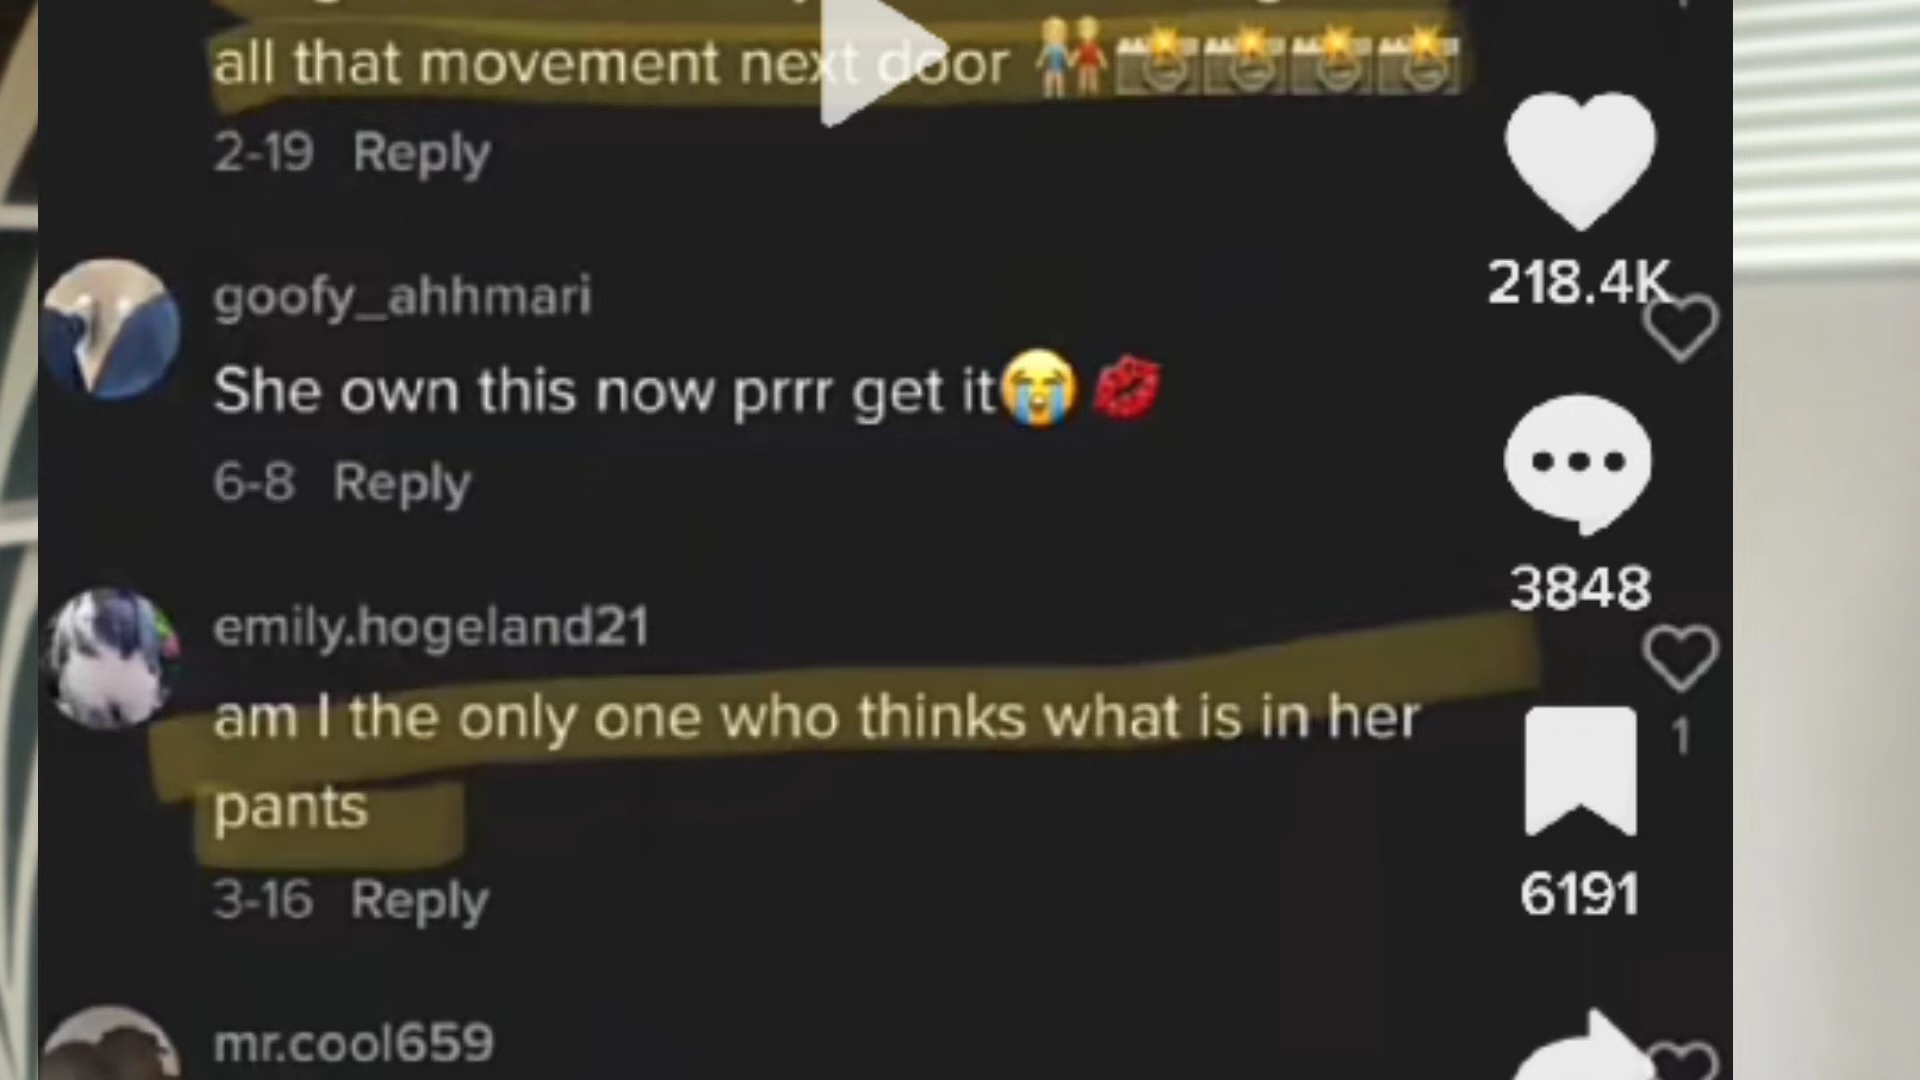 all that movement next door 👫📸📸📸📸
2-19 Reply
218.4K
goofy_ahhmari
She own this now prrr get it😭💋
6-8 Reply
3848
emily.hogeland21
am I the only one who thinks what is in her
pants
1
3-16 Reply
6191
mr.cool659